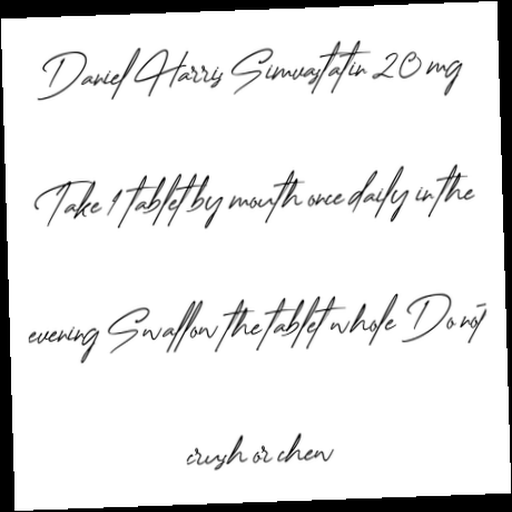 Daniel Harris Simvastatin 20 mg
Take 1 tablet by mouth once daily in the
evening Swallow the tablet whole Do not
crush or chew